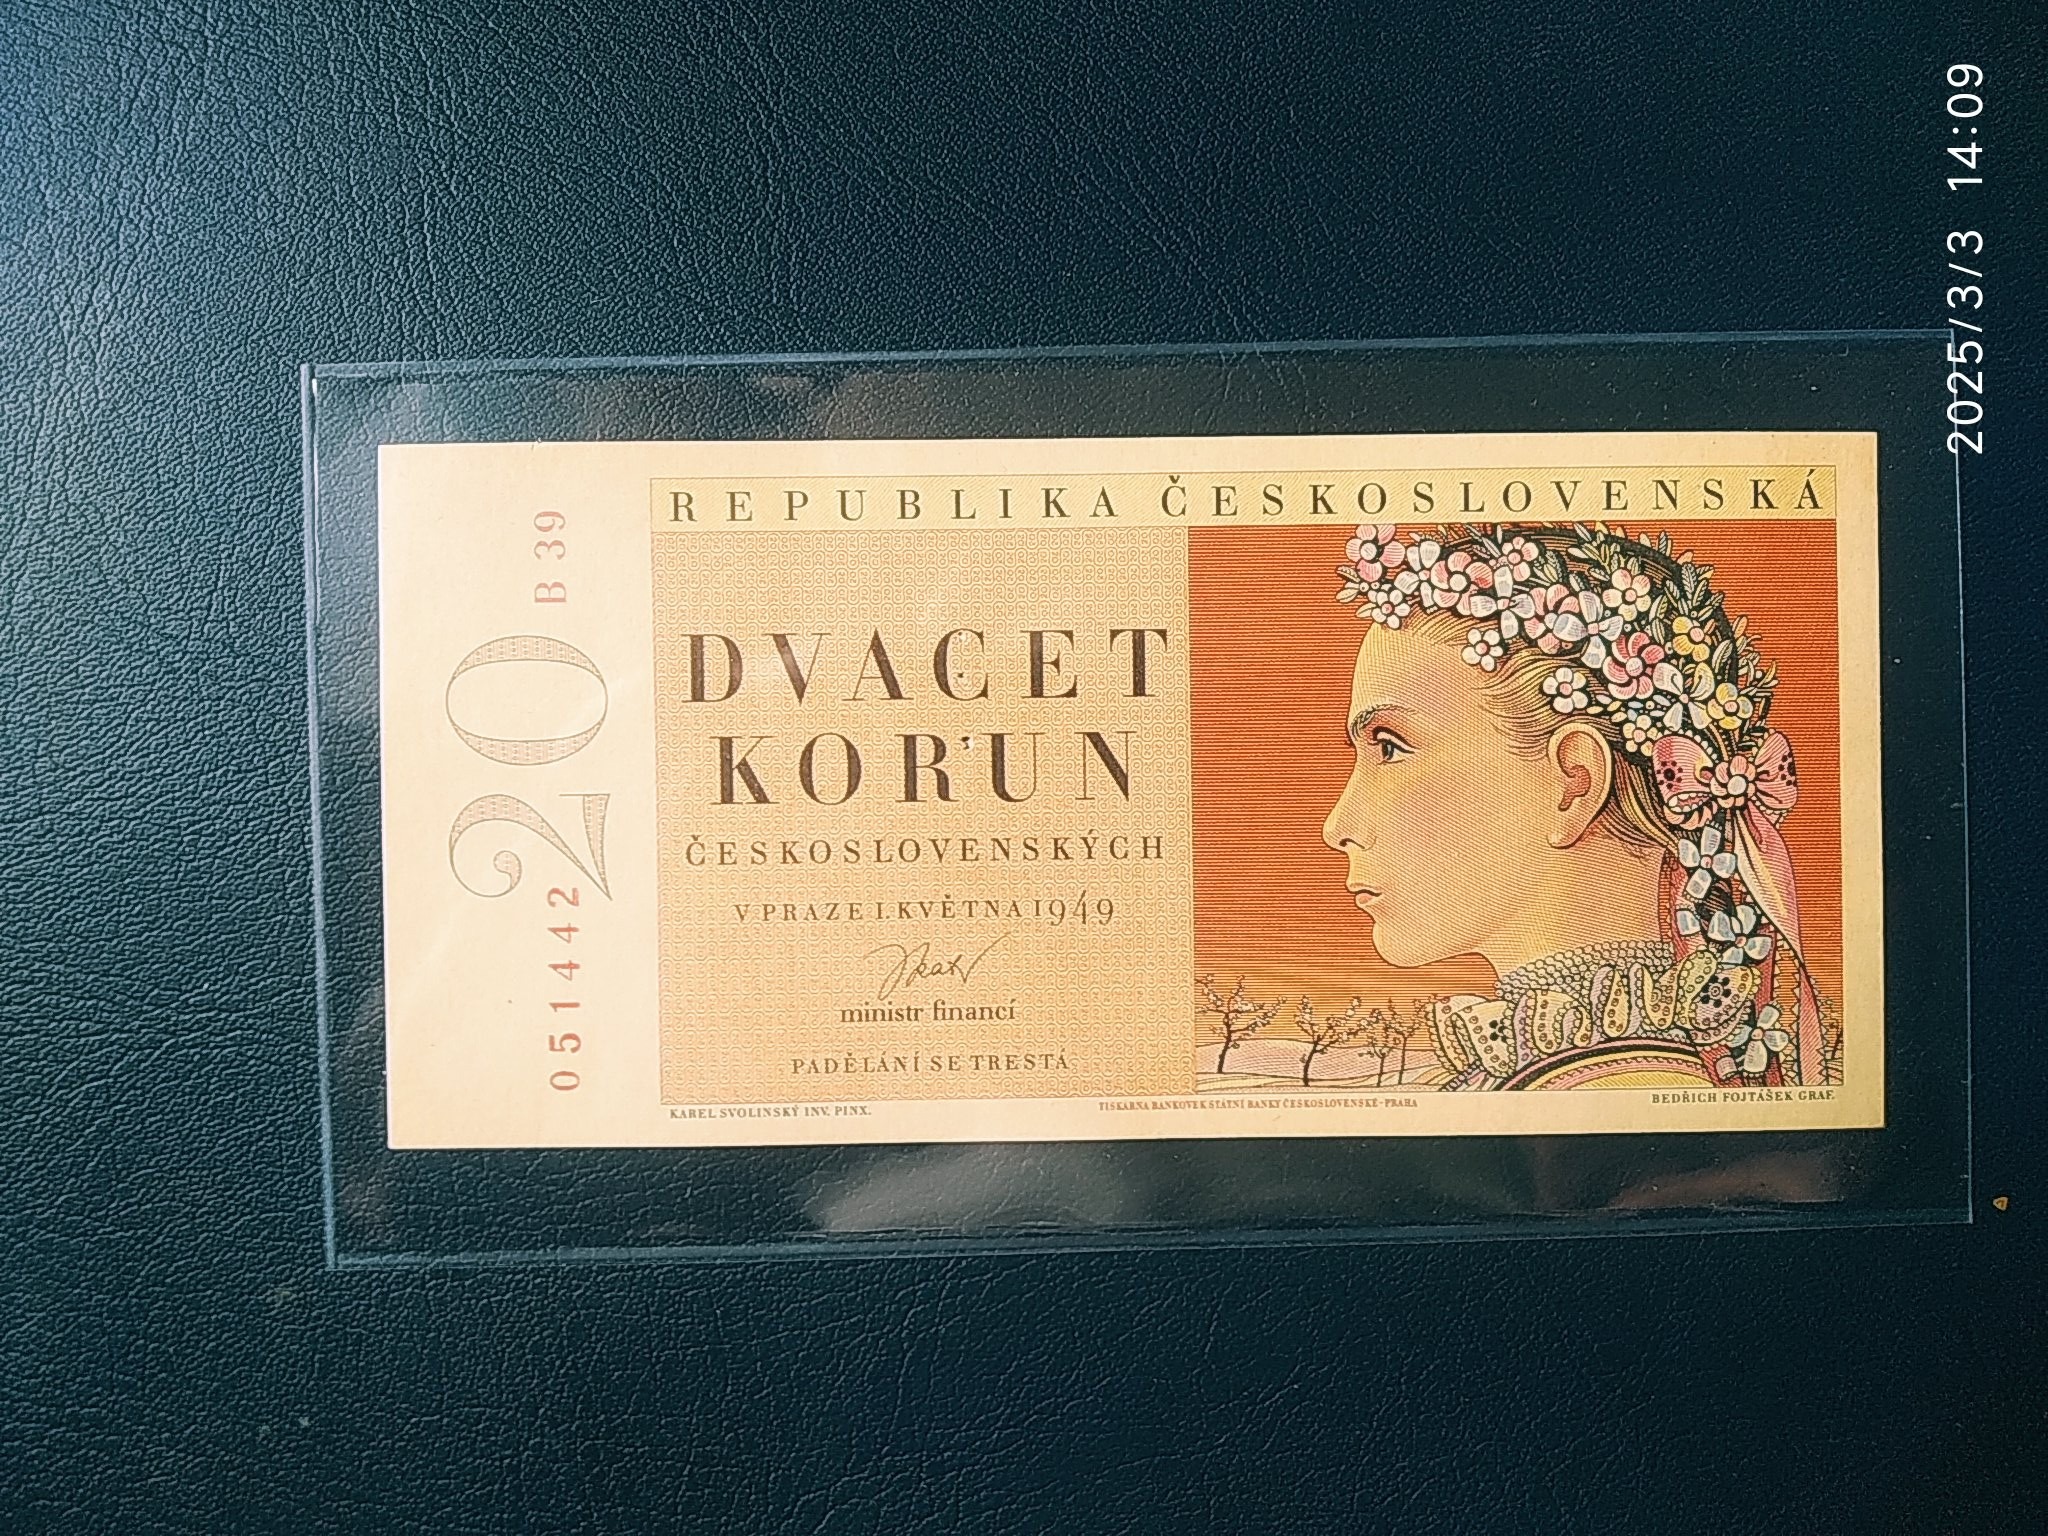 REPUBLIKA ČESKOSLOVENSKÁ
20
B 39
051442
DVACET
KORUN
ČESKOSLOVENSKÝCH
V PRAZE 1. KVĚTNA 1949
ministr financí
PADĚLÁNÍ SE TRESTÁ
KAREL SVOLINSKÝ INV. PINX.
TISKÁRNA BANKOVEK STÁTNÍ BANKY ČESKOSLOVENSKÉ-PRAHA
BEDŘICH FOJTÁŠEK GRAF.
2025/3/3 14:09